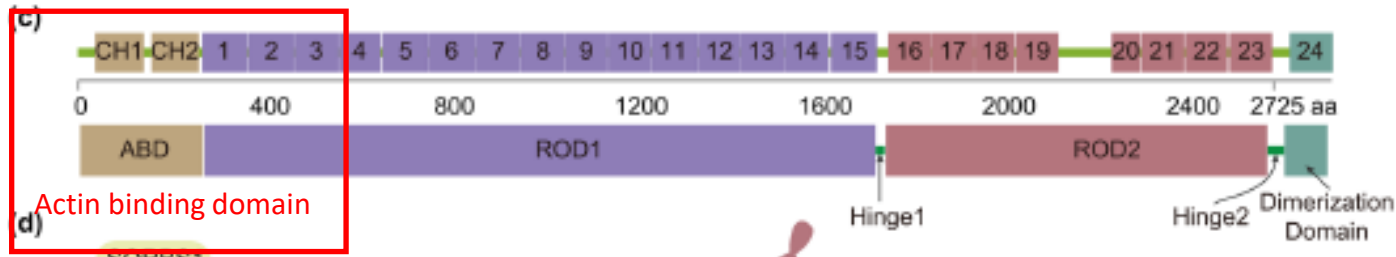 (c)
CH1 CH2 1 2 3 4 5 6 7 8 9 10 11 12 13 14 15 16 17 18 19 20 21 22 23 24
0 400 800 1200 1600 2000 2400 2725 aa
ABD ROD1 ROD2
Actin binding domain
Hinge1 Hinge2 Dimerization
Domain
(d)